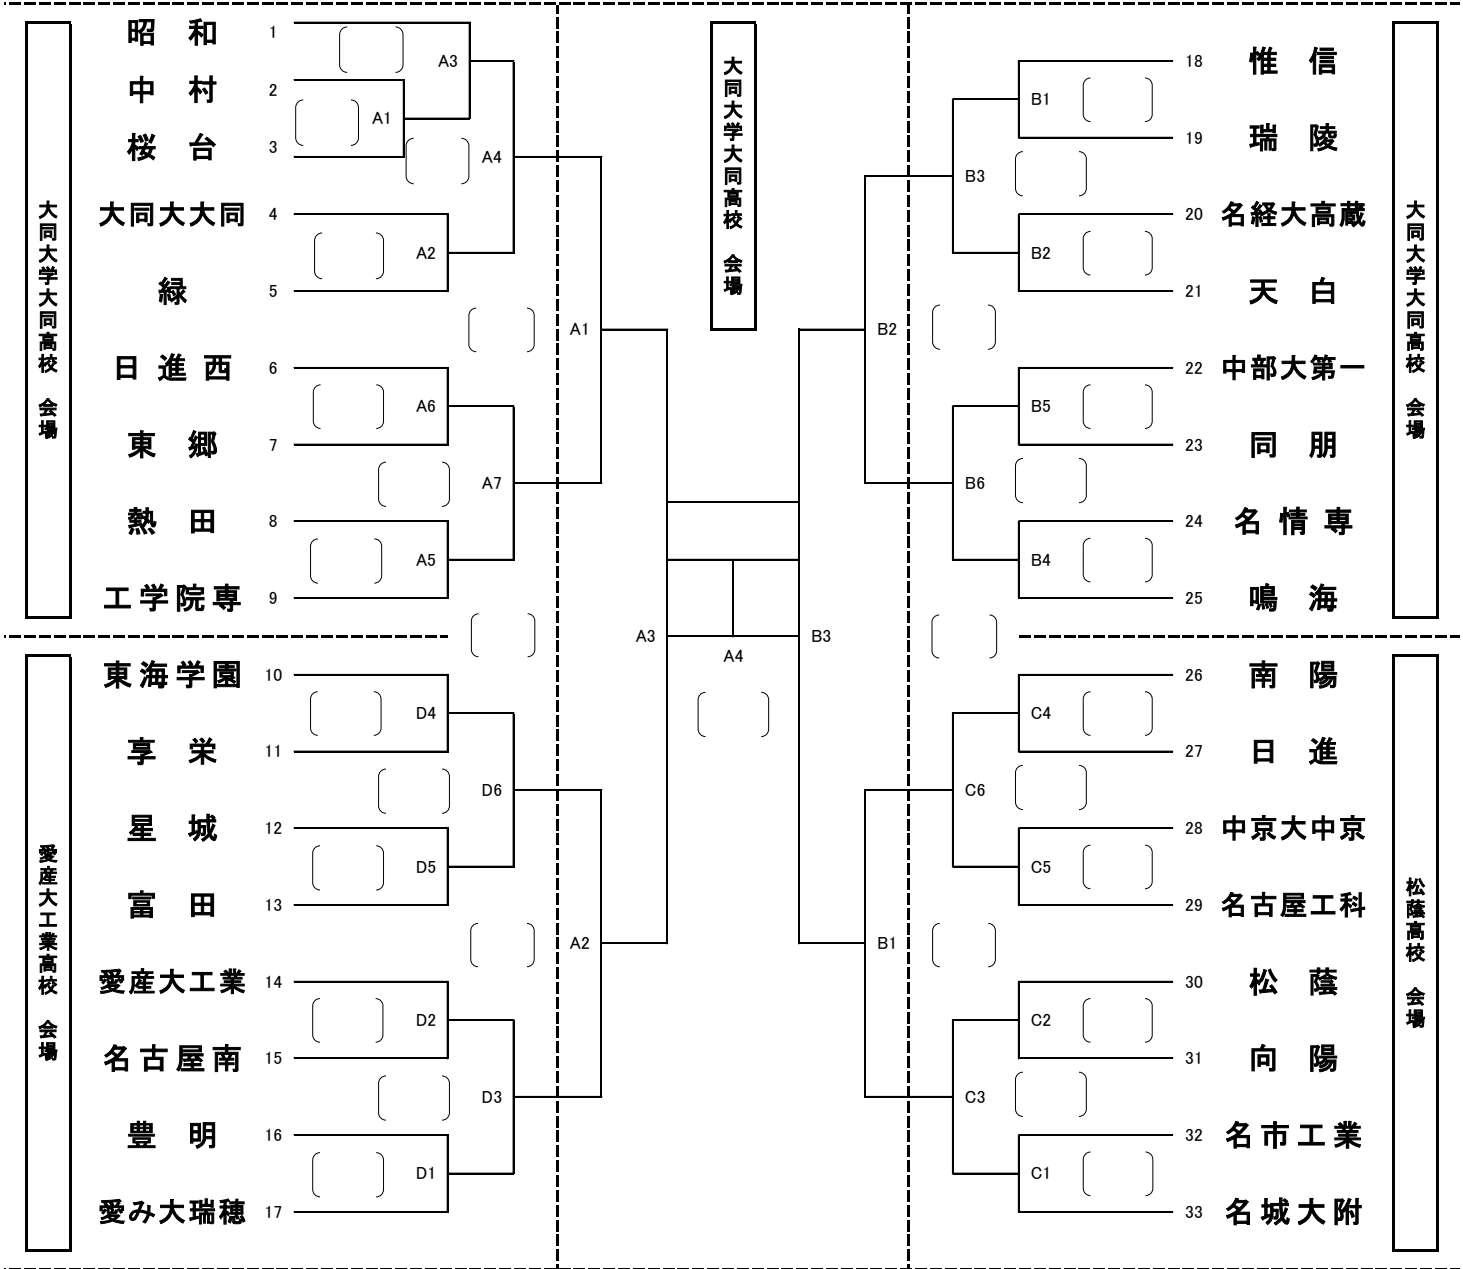 大同大学大同高校 会場
昭和 1
中村 2
桜台 3
大同大大同 4
緑 5
日進西 6
東郷 7
熱田 8
工学院専 9
A3
A1
A4
A2
A6
A7
A5
A1
愛産大工業高校 会場
東海学園 10
享栄 11
星城 12
富田 13
愛産大工業 14
名古屋南 15
豊明 16
愛み大瑞穂 17
D4
D6
D5
D2
D3
D1
A2
大同大学大同高校 会場
A3
A4
B3
大同大学大同高校 会場
18 惟信
19 瑞陵
20 名経大高蔵
21 天白
22 中部大第一
23 同朋
24 名情専
25 鳴海
B1
B3
B2
B2
B5
B6
B4
松蔭高校 会場
26 南陽
27 日進
28 中京大中京
29 名古屋工科
30 松蔭
31 向陽
32 名市工業
33 名城大附
C4
C6
C5
B1
C2
C3
C1